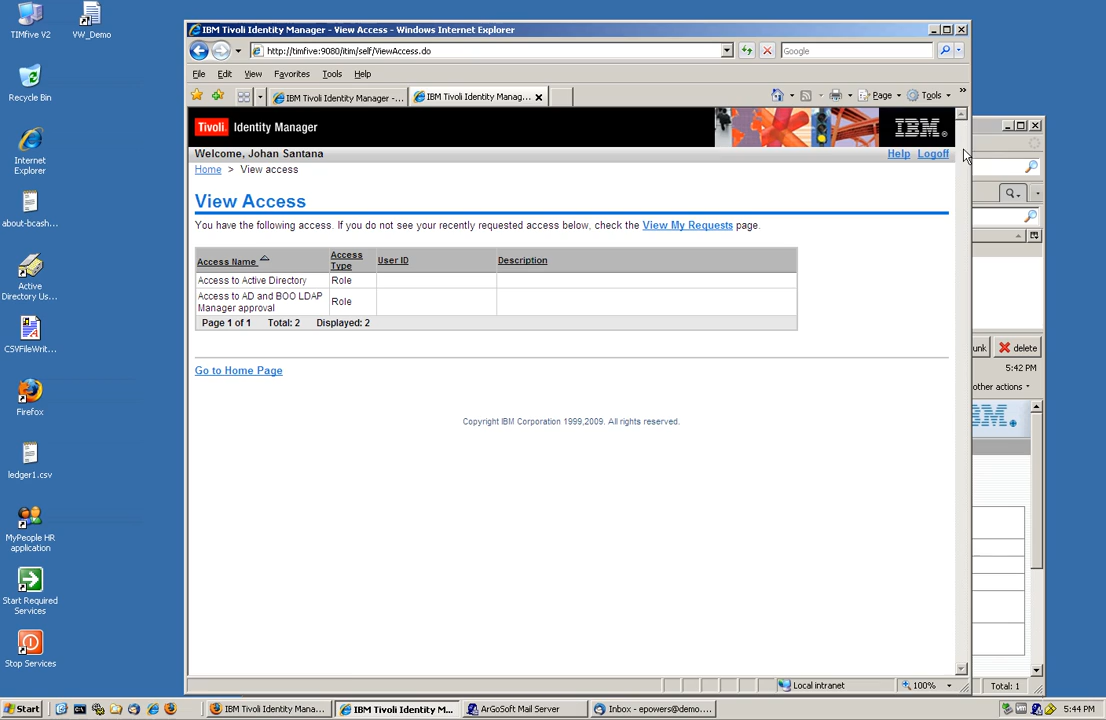 TIMfive V2
VW_Demo
Recycle Bin
Internet
Explorer
about-bcash...
Active
Directory Us...
CSVFileWrit...
Firefox
ledger1.csv
MyPeople HR
application
Start Required
Services
Stop Services
IBM Tivoli Identity Manager - View Access - Windows Internet Explorer
http://timfive:9080/itim/self/ViewAccess.do
Google
File Edit View Favorites Tools Help
IBM Tivoli Identity Manager -...
IBM Tivoli Identity Manag...
Page Tools
Tivoli. Identity Manager
IBM
Welcome, Johan Santana
Help Logoff
Home > View access
View Access
You have the following access. If you do not see your recently requested access below, check the View My Requests page.
Access Name Access Type User ID Description
Access to Active Directory Role
Access to AD and BOO LDAP Manager approval Role
Page 1 of 1 Total: 2 Displayed: 2
Go to Home Page
Copyright IBM Corporation 1999,2009. All rights reserved.
Local intranet
100%
unk
delete
5:42 PM
other actions
IBM.
Total: 1
Start
IBM Tivoli Identity Mana...
IBM Tivoli Identity M...
ArGoSoft Mail Server
Inbox - epowers@demo....
5:44 PM